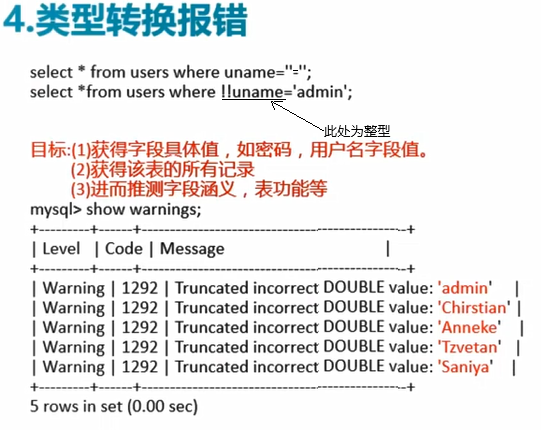 4.类型转换报错
select * from users where uname=''='';
select *from users where !!uname='admin';
此处为整型
目标:(1)获得字段具体值，如密码，用户名字段值。
(2)获得该表的所有记录
(3)进而推测字段涵义，表功能等
mysql> show warnings;
+---------+------+---------------------------------------------+
| Level | Code | Message |
+---------+------+---------------------------------------------+
| Warning | 1292 | Truncated incorrect DOUBLE value: 'admin' |
| Warning | 1292 | Truncated incorrect DOUBLE value: 'Chirstian' |
| Warning | 1292 | Truncated incorrect DOUBLE value: 'Anneke' |
| Warning | 1292 | Truncated incorrect DOUBLE value: 'Tzvetan' |
| Warning | 1292 | Truncated incorrect DOUBLE value: 'Saniya' |
+---------+------+---------------------------------------------+
5 rows in set (0.00 sec)